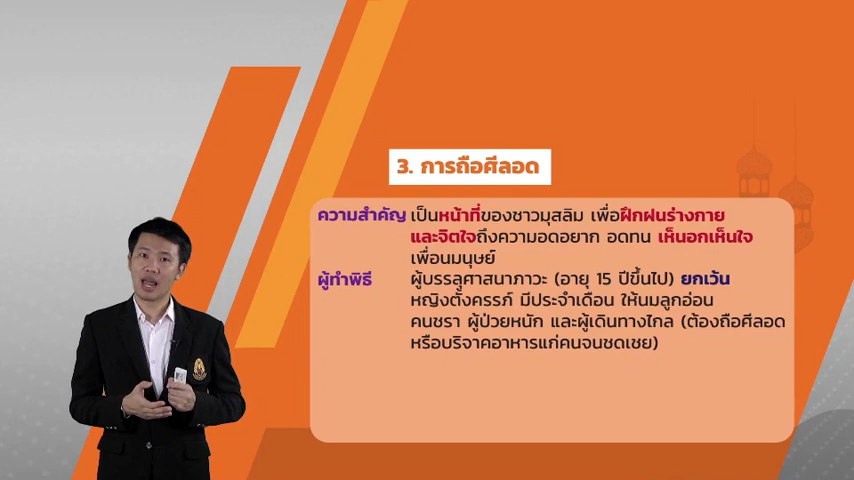 3. การถือศีลอด
ความสำคัญ เป็นหน้าที่ของชาวมุสลิม เพื่อฝึกฝนร่างกาย
และจิตใจถึงความอดอยาก อดทน เห็นอกเห็นใจ
เพื่อนมนุษย์
ผู้ทำพิธี ผู้บรรลุศาสนาภาวะ (อายุ 15 ปีขึ้นไป) ยกเว้น
หญิงตั้งครรภ์ มีประจำเดือน ให้นมลูกอ่อน
คนชรา ผู้ป่วยหนัก และผู้เดินทางไกล (ต้องถือศีลอด
หรือบริจาคอาหารแก่คนจนชดเชย)